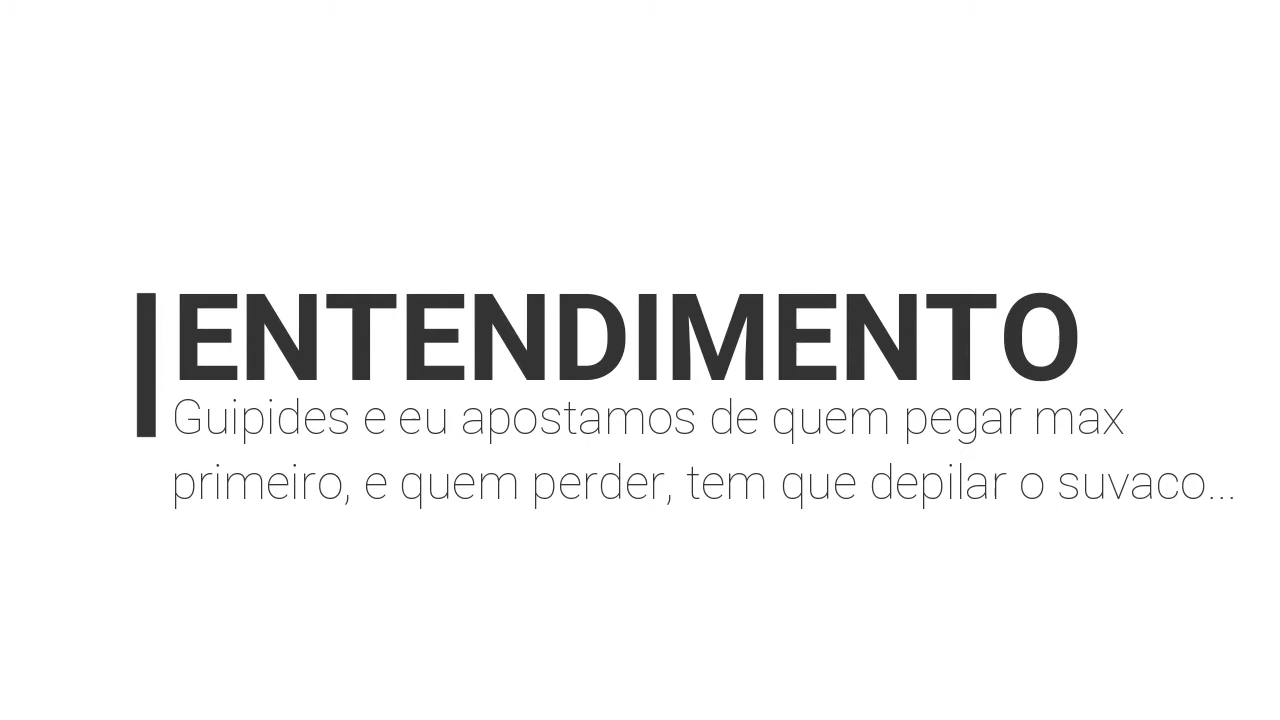 ENTENDIMENTO
Guipides e eu apostamos de quem pegar max
primeiro, e quem perder, tem que depilar o suvaco...